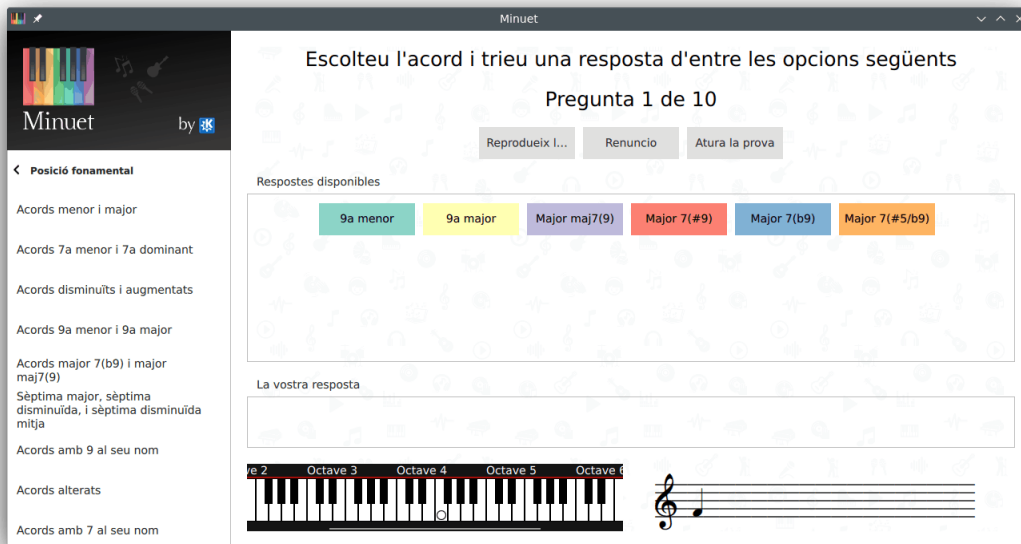 Minuet
Minuet
by
Posició fonamental
Acords menor i major
Acords 7a menor i 7a dominant
Acords disminuïts i augmentats
Acords 9a menor i 9a major
Acords major 7(b9) i major
maj7(9)
Sèptima major, sèptima
disminuïda, i sèptima disminuïda
mitja
Acords amb 9 al seu nom
Acords alterats
Acords amb 7 al seu nom
Escolteu l'acord i trieu una resposta d'entre les opcions següents
Pregunta 1 de 10
Reprodueix l... Renuncio Atura la prova
Respostes disponibles
9a menor 9a major Major maj7(9) Major 7(#9) Major 7(b9) Major 7(#5/b9)
La vostra resposta
ve 2 Octave 3 Octave 4 Octave 5 Octave 6